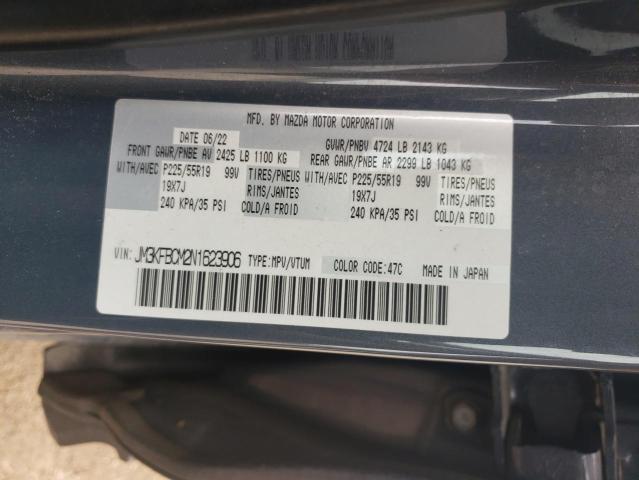 MFD. BY MAZDA MOTOR CORPORATION
DATE 06/22 GVWR/PNBV 4724 LB 2143 KG
FRONT GAWR/PNBE AV 2425 LB 1100 KG REAR GAWR/PNBE AR 2299 LB 1043 KG
WITH/AVEC P225/55R19 99V TIRES/PNEUS WITH/AVEC P225/55R19 99V TIRES/PNEUS
19X7J RIMS/JANTES 19X7J RIMS/JANTES
240 KPA/35 PSI COLD/A FROID 240 KPA/35 PSI COLD/A FROID
VIN: JM3KFBCM2N1623906 TYPE:MPV/VTUM COLOR CODE:47C MADE IN JAPAN